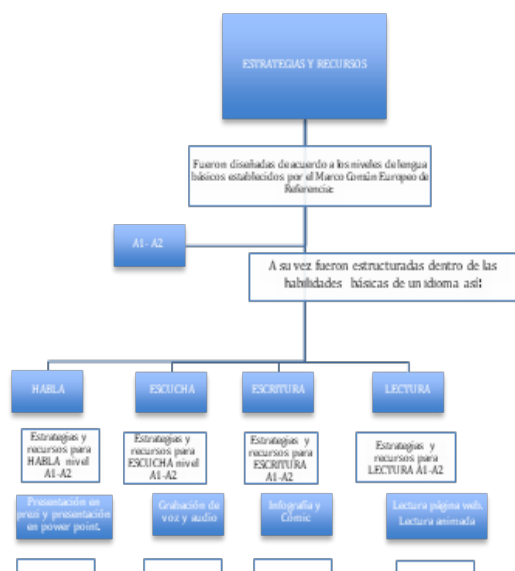 ESTRATEGIAS Y RECURSOS
Fueron diseñadas de acuerdo a los niveles de lengua
básicos establecidos por el Marco Común Europeo de
Referencia:
A1- A2
A su vez fueron estructuradas dentro de las
habilidades básicas de un idioma así:
HABLA
ESCUCHA
ESCRITURA
LECTURA
Estrategias y
recursos para
HABLA nivel
A1-A2
Estrategias y
recursos para
ESCUCHA nivel
A1-A2
Estrategias y
recursos para
ESCRITURA
A1-A2
Estrategias y
recursos para
LECTURA A1-A2
Presentación en
prezi y presentación
en power point.
Grabación de
voz y audio
Infografía y
Cómic
Lectura página web.
Lectura animada